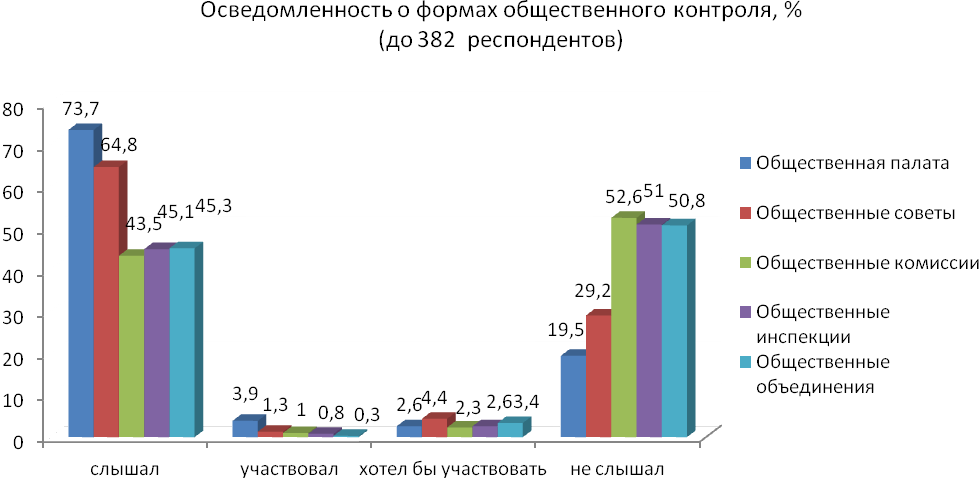 Осведомленность о формах общественного контроля, %
(до 382 респондентов)
80
70
60
50
40
30
20
10
0
73,7
64,8
43,5
45,1
45,3
3,9
1,3
1
0,8
0,3
2,6
4,4
2,3
2,6
3,4
19,5
29,2
52,6
51
50,8
слышал
участвовал
хотел бы участвовать
не слышал
Общественная палата
Общественные советы
Общественные комиссии
Общественные
инспекции
Общественные
объединения